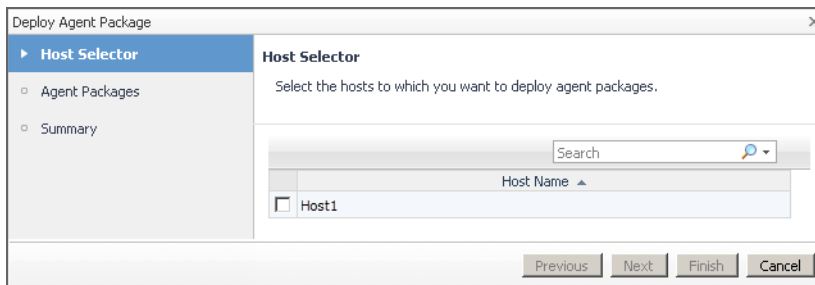 Deploy Agent Package
Host Selector
Agent Packages
Summary
Host Selector
Select the hosts to which you want to deploy agent packages.
Search
Host Name
Host1
Previous Next Finish Cancel